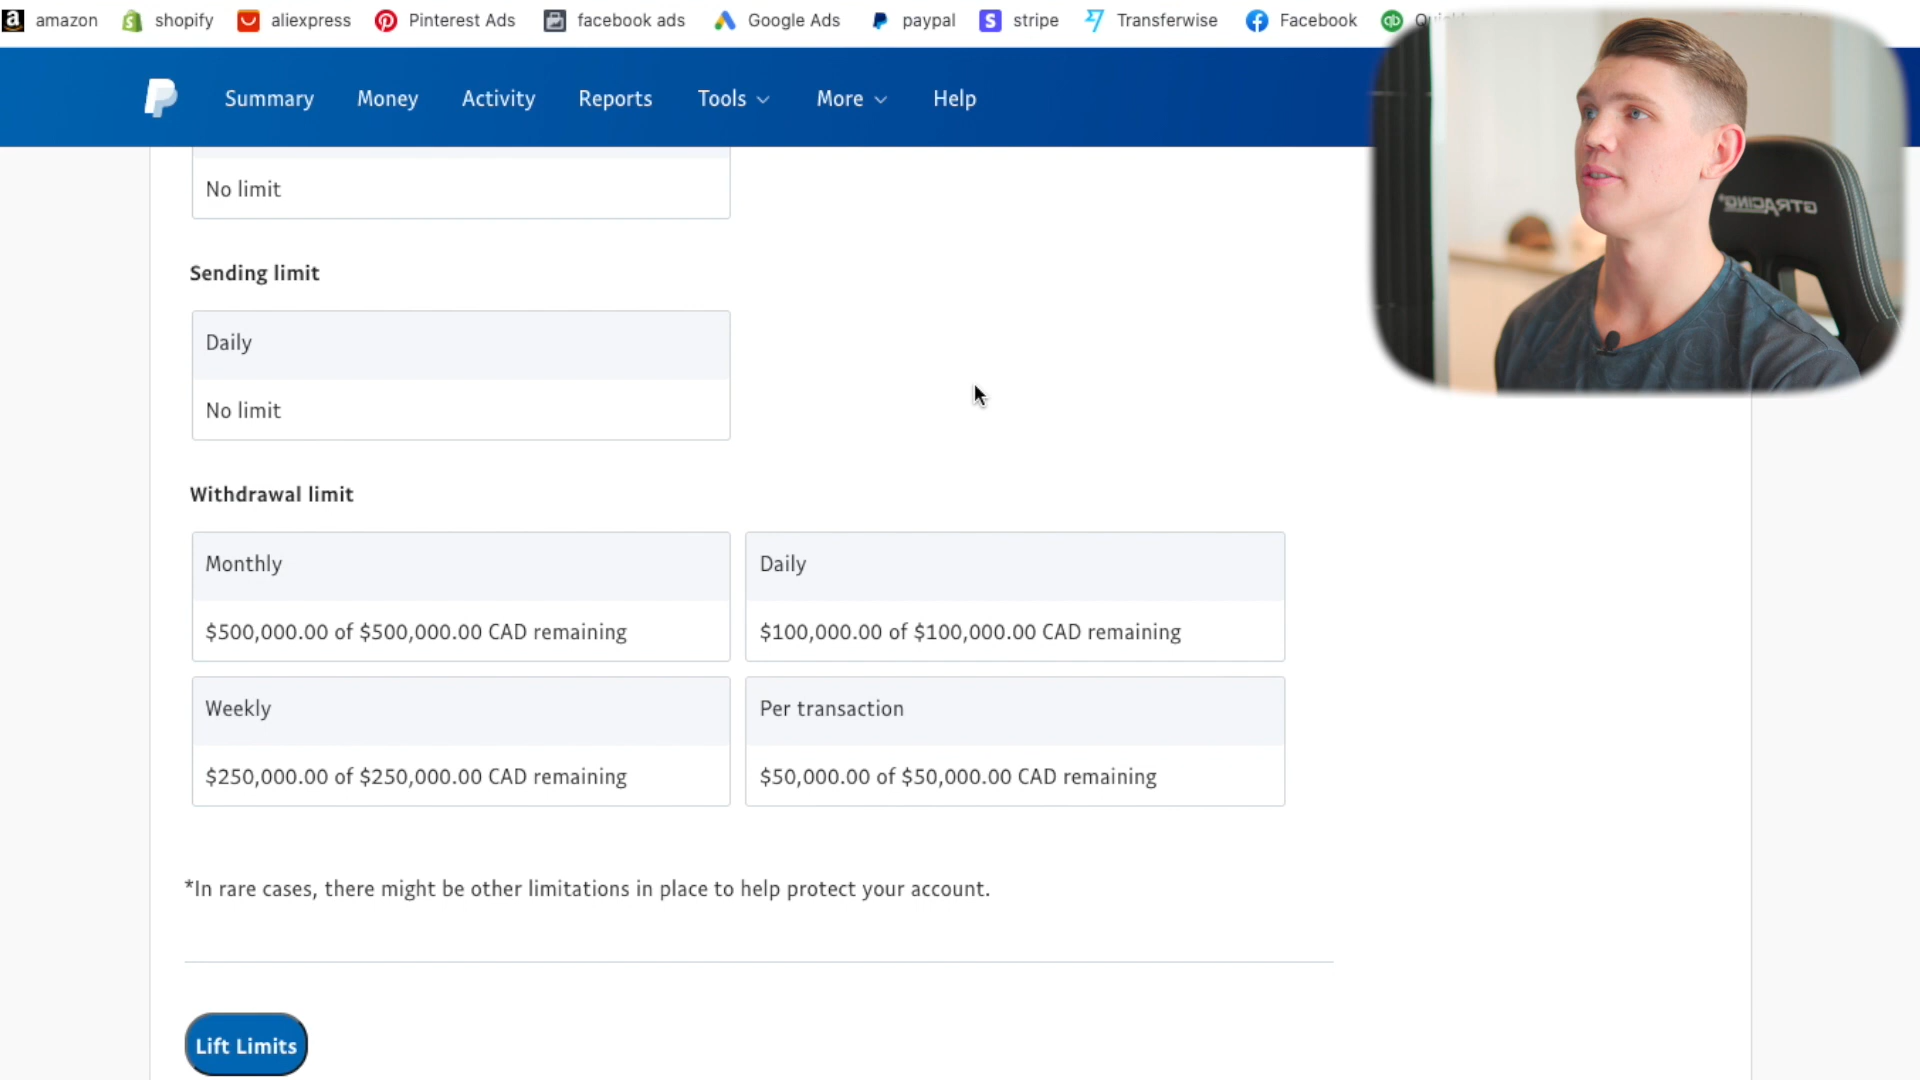 amazon shopify aliexpress Pinterest Ads facebook ads Google Ads paypal stripe Transferwise Facebook
Summary Money Activity Reports Tools More Help
No limit
Sending limit
Daily
No limit
Withdrawal limit
Monthly
$500,000.00 of $500,000.00 CAD remaining
Daily
$100,000.00 of $100,000.00 CAD remaining
Weekly
$250,000.00 of $250,000.00 CAD remaining
Per transaction
$50,000.00 of $50,000.00 CAD remaining
*In rare cases, there might be other limitations in place to help protect your account.
Lift Limits
GTRACING